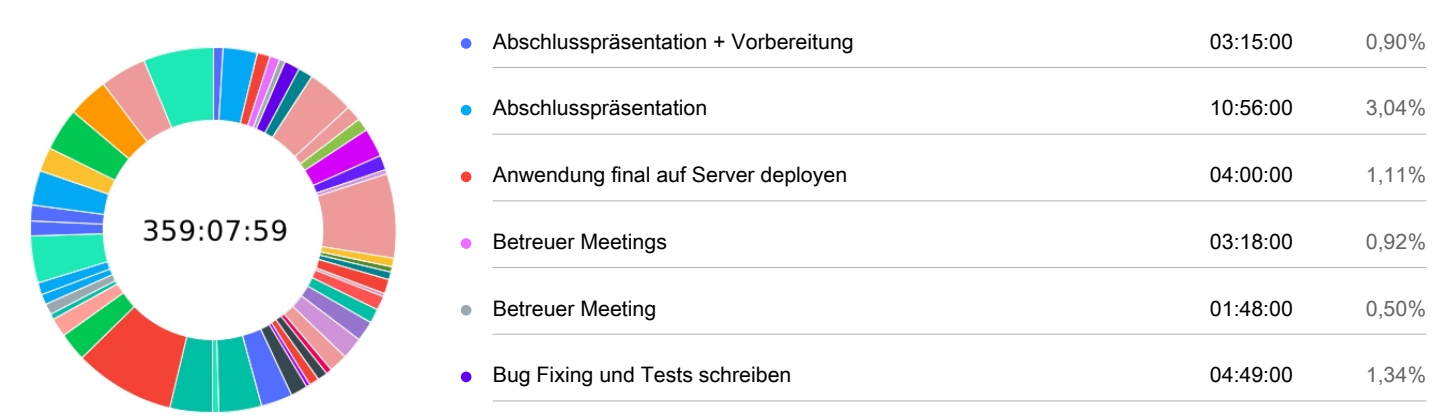 359:07:59
Abschlusspräsentation + Vorbereitung 03:15:00 0,90%
Abschlusspräsentation 10:56:00 3,04%
Anwendung final auf Server deployen 04:00:00 1,11%
Betreuer Meetings 03:18:00 0,92%
Betreuer Meeting 01:48:00 0,50%
Bug Fixing und Tests schreiben 04:49:00 1,34%